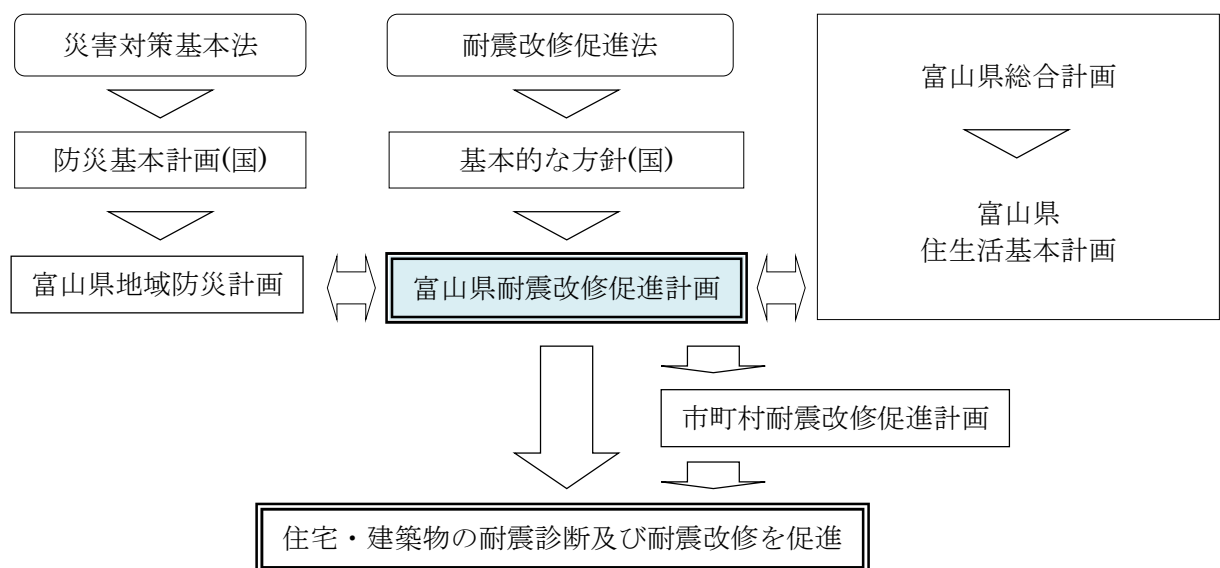 災害対策基本法
耐震改修促進法
富山県総合計画
防災基本計画(国)
基本的な方針(国)
富山県
住生活基本計画
富山県地域防災計画
富山県耐震改修促進計画
市町村耐震改修促進計画
住宅・建築物の耐震診断及び耐震改修を促進